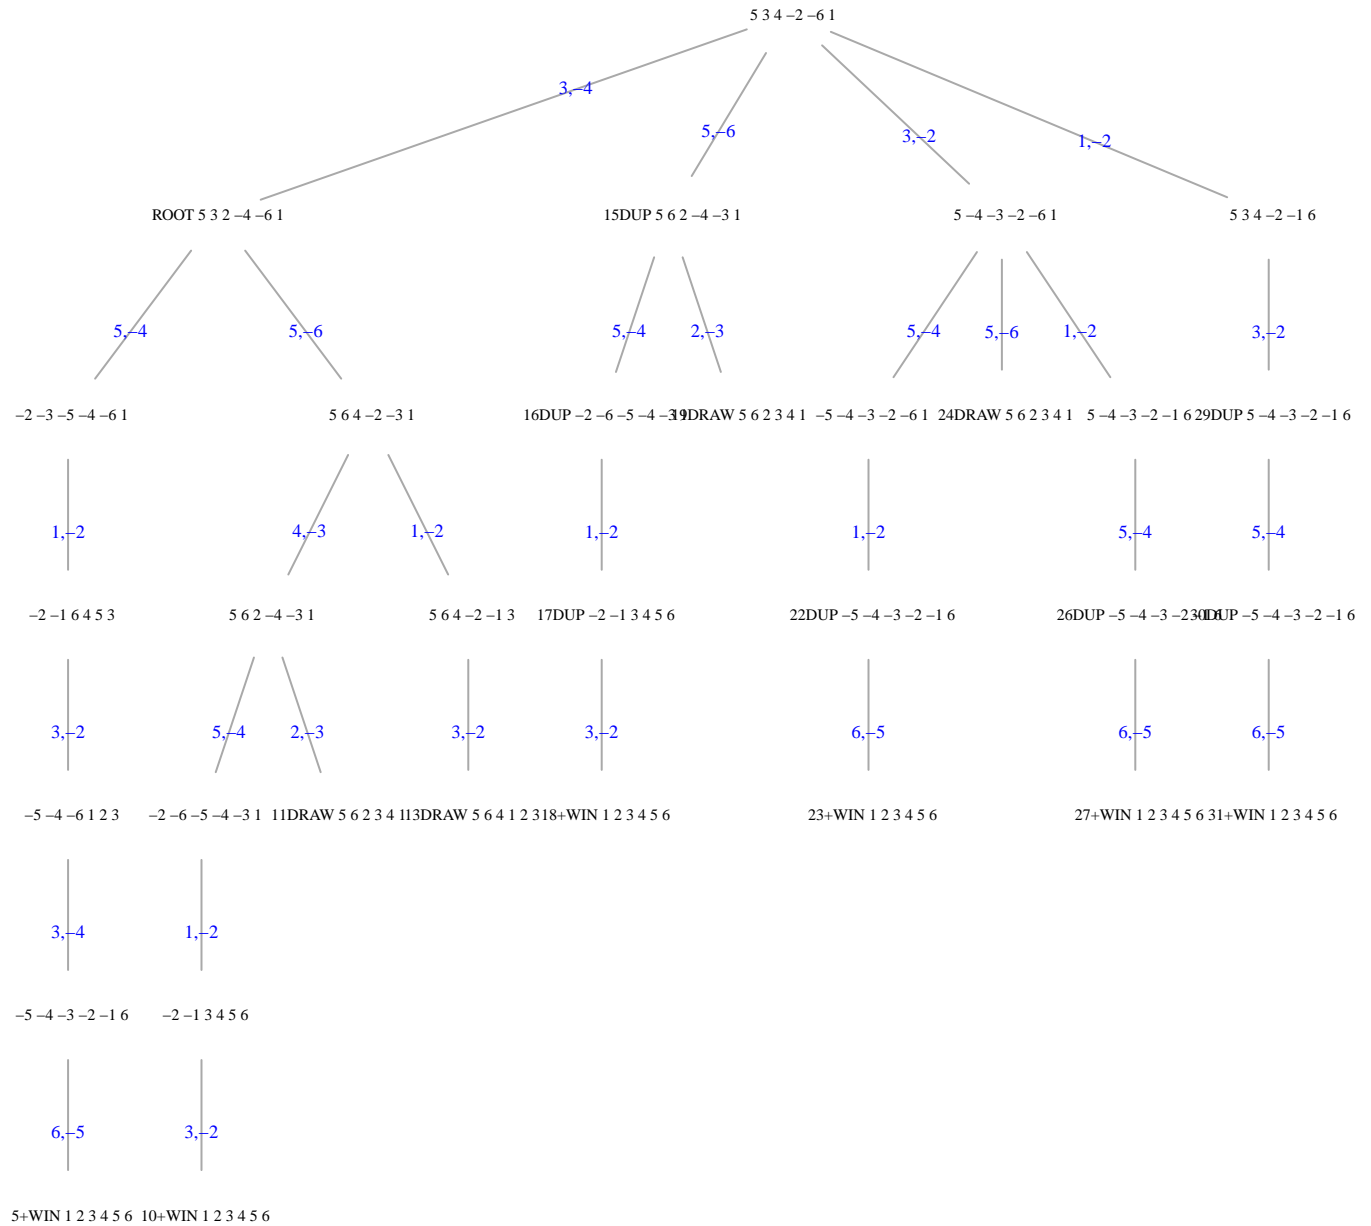 5 3 4 −2 −6 1
3,−4
5,−6
3,−2
1,−2
ROOT 5 3 2 −4 −6 1
15DUP 5 6 2 −4 −3 1
5 −4 −3 −2 −6 1
5 3 4 −2 −1 6
5,−4
5,−6
5,−4
2,−3
5,−4
5,−6
1,−2
3,−2
−2 −3 −5 −4 −6 1
5 6 4 −2 −3 1
16DUP −2 −6 −5 −4 −3
19DRAW 5 6 2 3 4 1
−5 −4 −3 −2 −6 1
24DRAW 5 6 2 3 4 1
5 −4 −3 −2 −1 6
29DUP 5 −4 −3 −2 −1 6
1,−2
4,−3
1,−2
1,−2
1,−2
5,−4
5,−4
−2 −1 6 4 5 3
5 6 2 −4 −3 1
5 6 4 −2 −1 3
17DUP −2 −1 3 4 5 6
22DUP −5 −4 −3 −2 −1 6
26DUP −5 −4 −3 −2
30DUP −5 −4 −3 −2 −1 6
3,−2
5,−4
2,−3
3,−2
3,−2
6,−5
6,−5
6,−5
−5 −4 −6 1 2 3
−2 −6 −5 −4 −3 1
11DRAW 5 6 2 3 4 1
13DRAW 5 6 4 1 2 3
18+WIN 1 2 3 4 5 6
23+WIN 1 2 3 4 5 6
27+WIN 1 2 3 4 5 6
31+WIN 1 2 3 4 5 6
3,−4
1,−2
−5 −4 −3 −2 −1 6
−2 −1 3 4 5 6
6,−5
3,−2
5+WIN 1 2 3 4 5 6
10+WIN 1 2 3 4 5 6